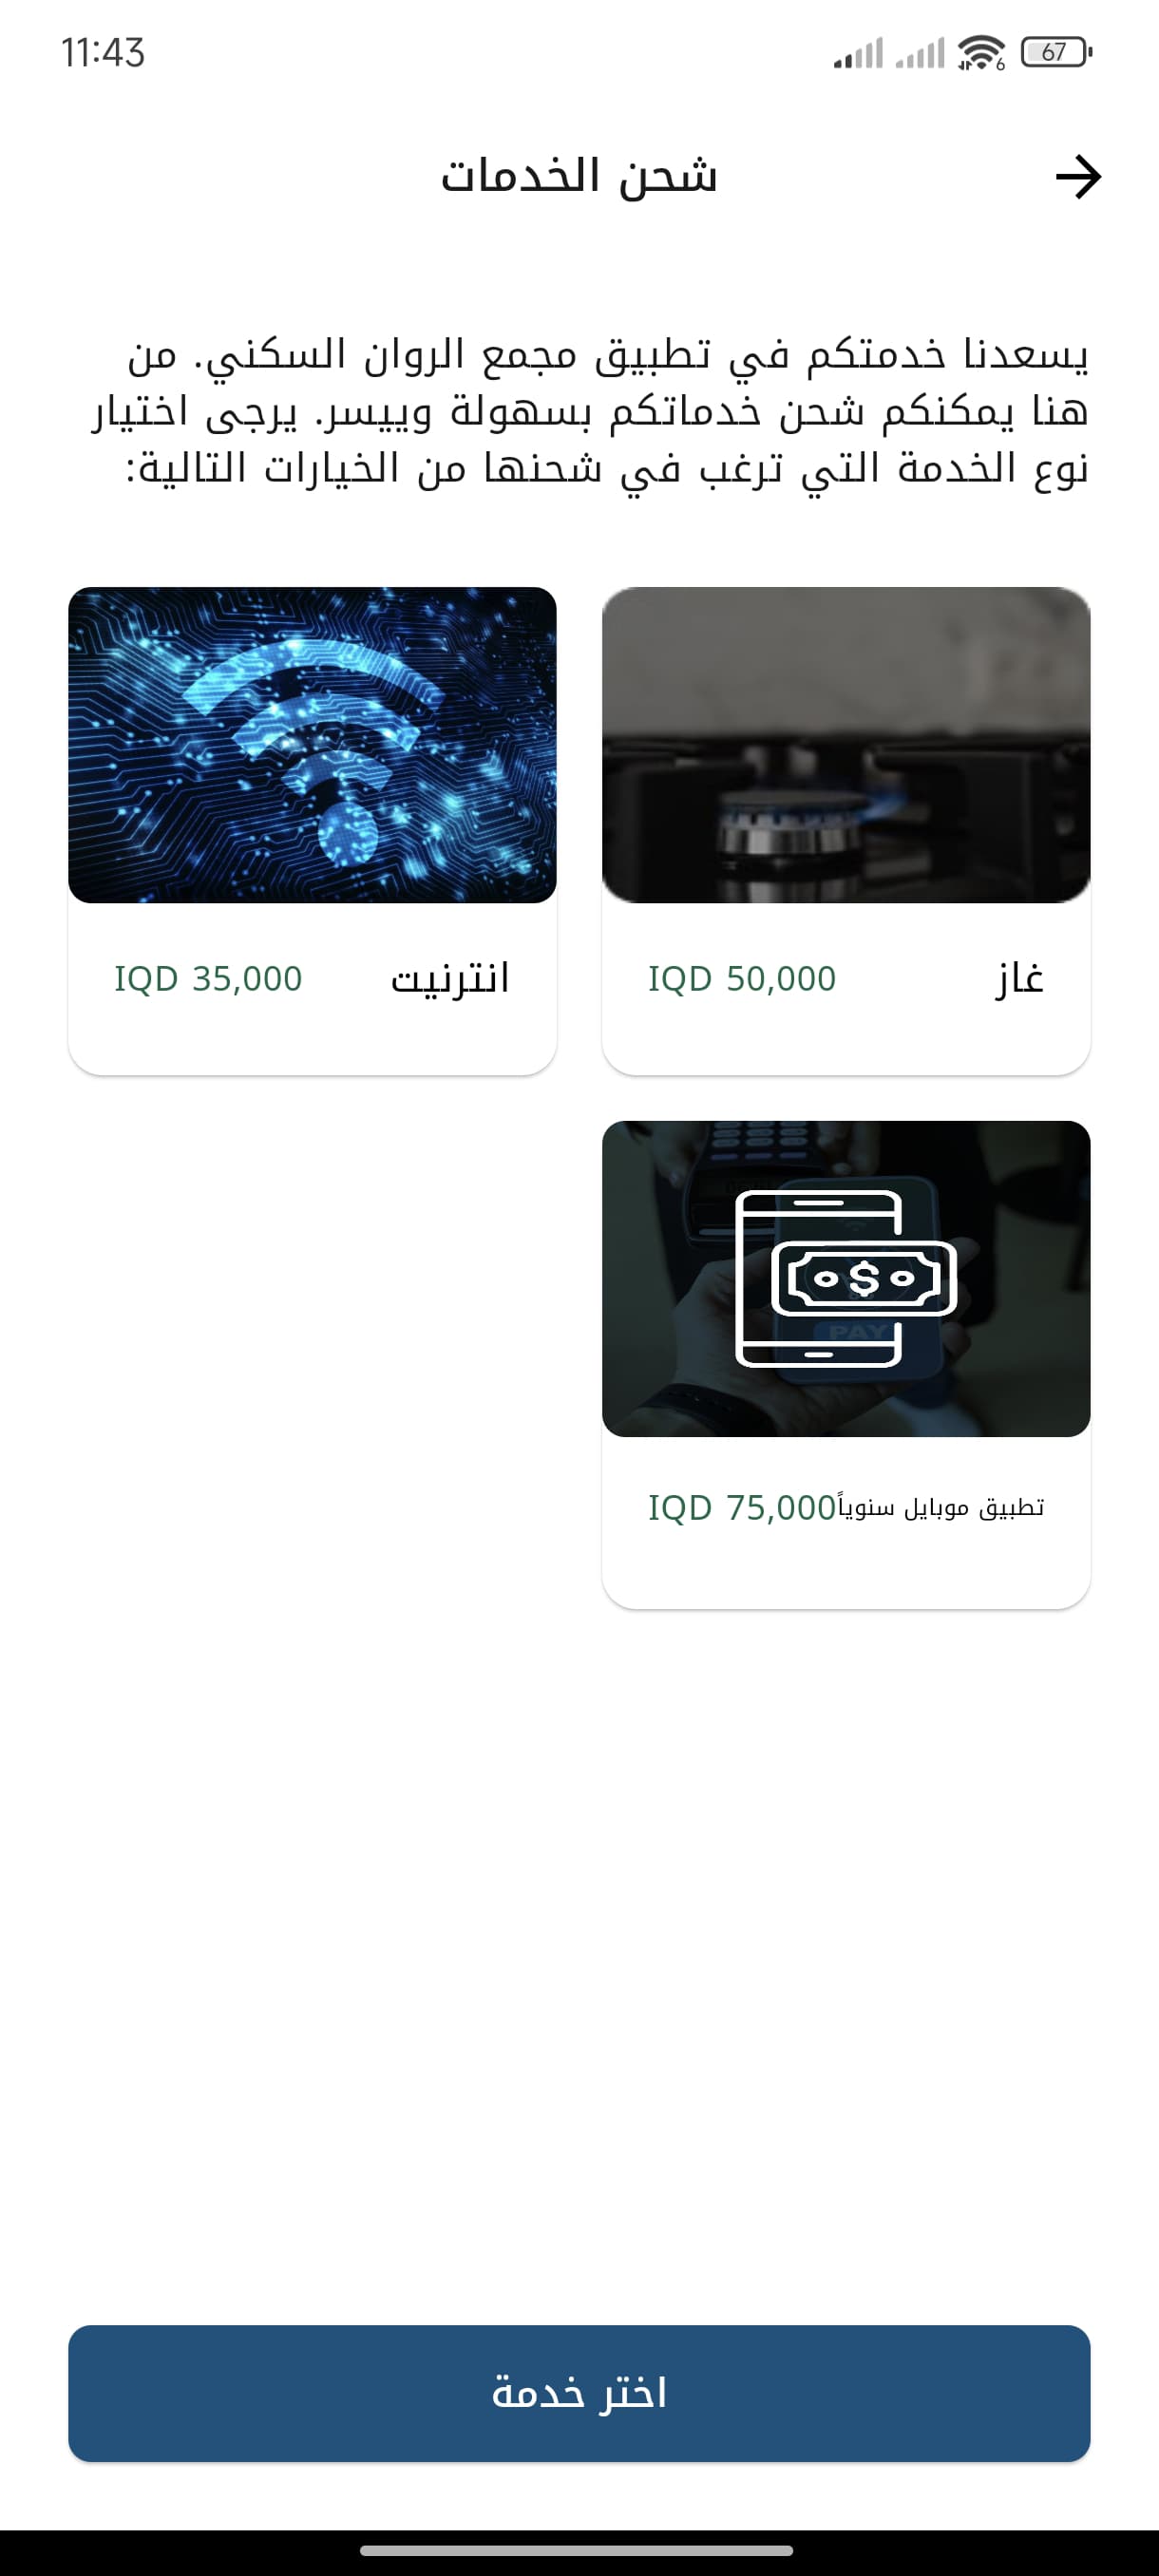 11:43
6
67
شحن الخدمات
يسعدنا خدمتكم في تطبيق مجمع الروان السكني. من
هنا يمكنكم شحن خدماتكم بسهولة وييسر. يرجى اختيار
نوع الخدمة التي ترغب في شحنها من الخيارات التالية:
غاز
IQD 50,000
انترنيت
IQD 35,000
$
PAY
تطبيق موبايل سنوياً
IQD 75,000
اختر خدمة